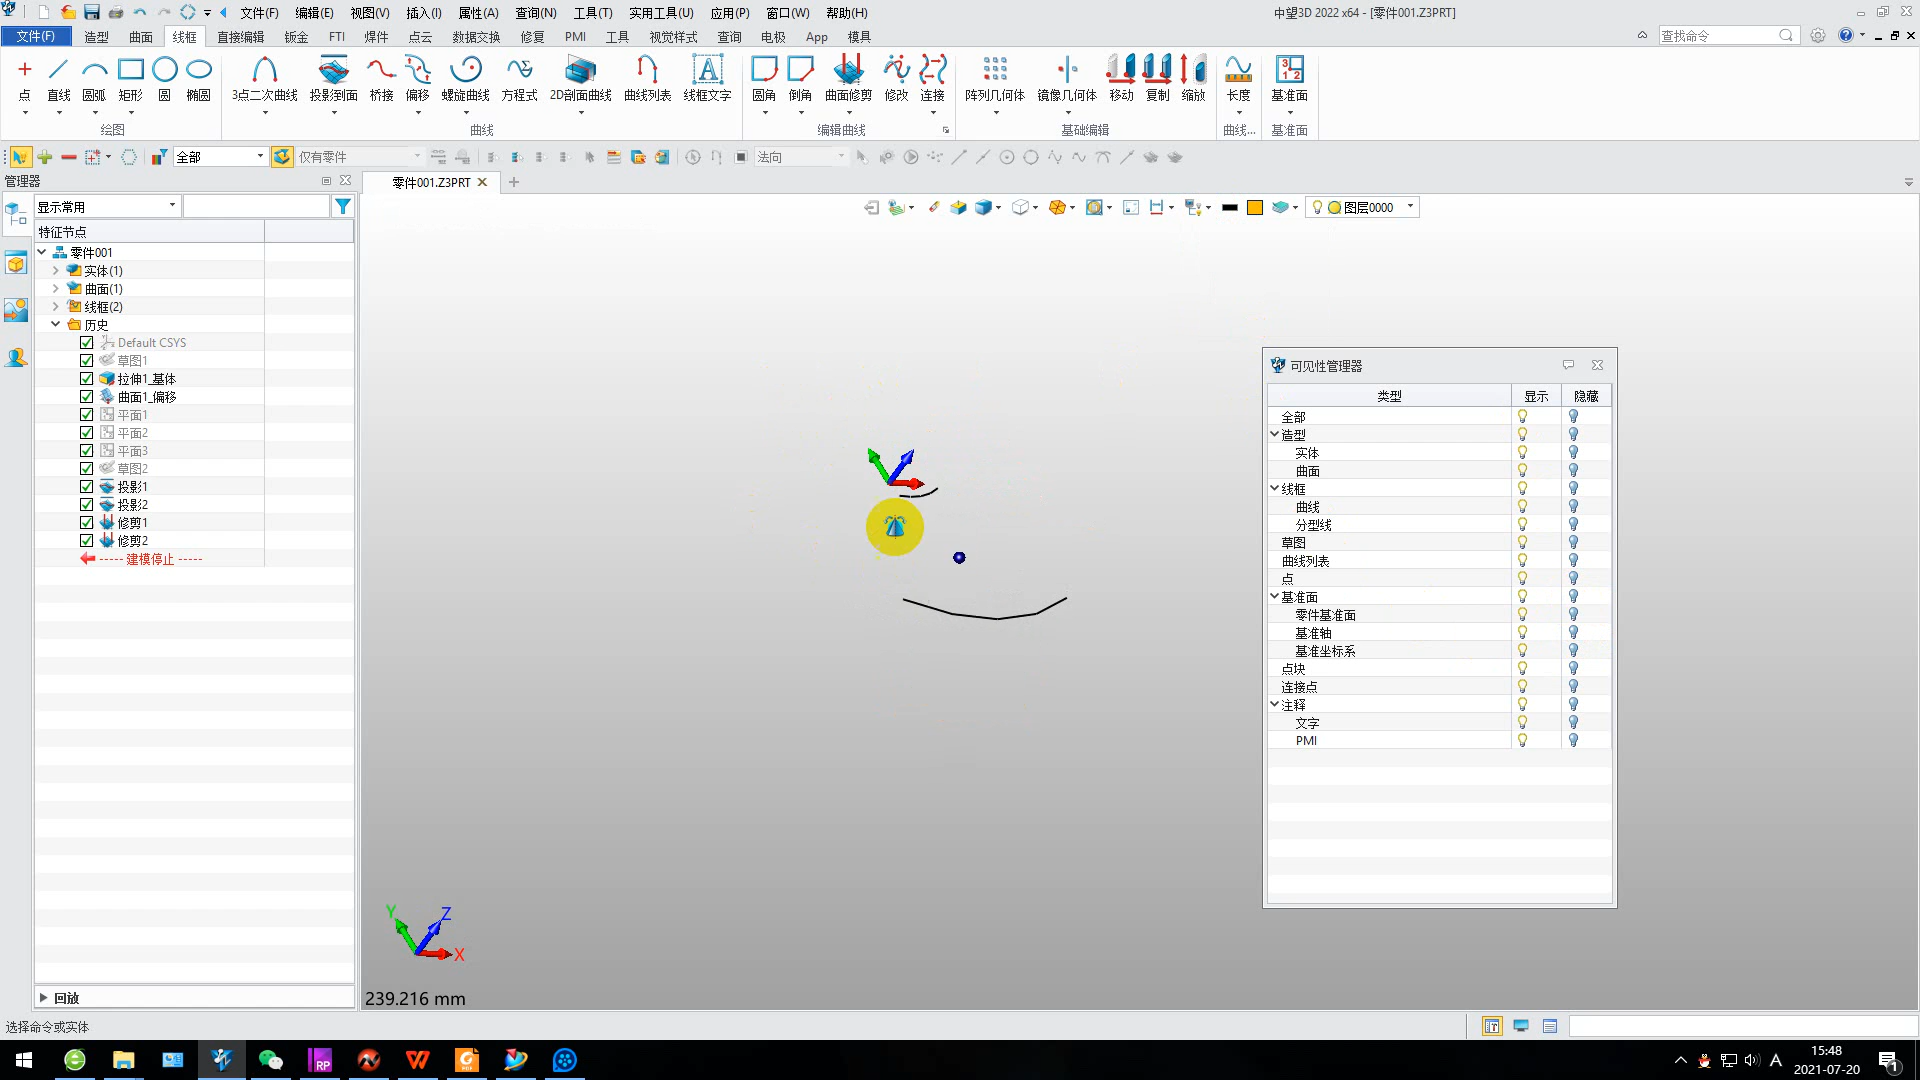 文件(F) 编辑(E) 视图(V) 插入(I) 属性(A) 查询(N) 工具(T) 实用工具(U) 应用(P) 窗口(W) 帮助(H) 中望3D 2022 x64 - [零件001.Z3PRT]
文件(F) 造型 曲面 线框 直接编辑 钣金 FTI 焊件 点云 数据交换 修复 PMI 工具 视觉样式 查询 电极 App 模具 查找命令
点 直线 圆弧 矩形 圆 椭圆 3点二次曲线 投影到面 桥接 偏移 螺旋曲线 方程式 2D剖面曲线 曲线列表 线框文字 圆角 倒角 曲面修剪 修改 连接 阵列几何体 镜像几何体 移动 复制 缩放 长度 基准面
绘图 曲线 编辑曲线 基础编辑 曲线... 基准面
全部 仅有零件 法向
管理器 零件001.Z3PRT
显示常用 图层0000
特征节点
零件001
实体(1)
曲面(1)
线框(2)
历史
Default CSYS
草图1
拉伸1_基体
曲面1_偏移
平面1
平面2
平面3
草图2
投影1
投影2
修剪1
修剪2
----- 建模停止 -----
可见性管理器
类型 显示 隐藏
全部
造型
实体
曲面
线框
曲线
分型线
草图
曲线列表
点
基准面
零件基准面
基准轴
基准坐标系
点块
连接点
注释
文字
PMI
Y Z
X
回放
239.216 mm
选择命令或实体
RP
A
15:48
2021-07-20
1